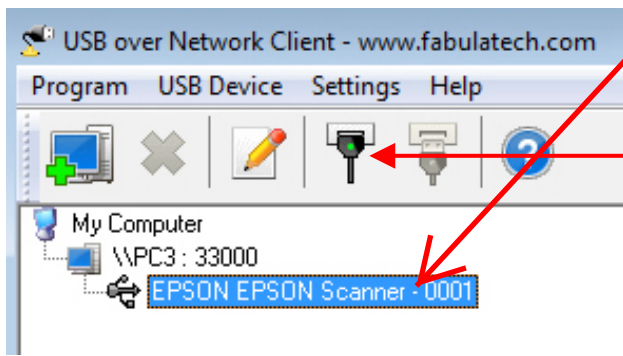 USB over Network Client - www.fabulatech.com
Program USB Device Settings Help
My Computer
\\PC3 : 33000
EPSON EPSON Scanner - 0001